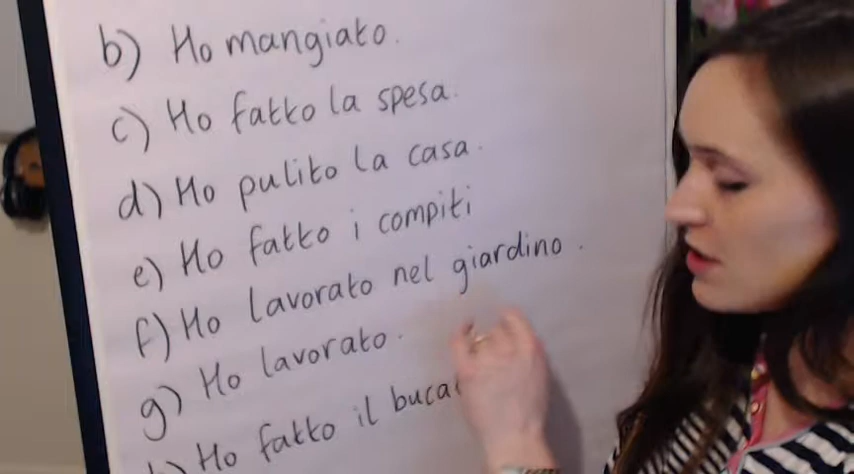 b) Ho mangiato.
c) Ho fatto la spesa.
d) Ho pulito la casa.
e) Ho fatto i compiti
f) Ho lavorato nel giardino.
g) Ho lavorato.
Ho fatto il